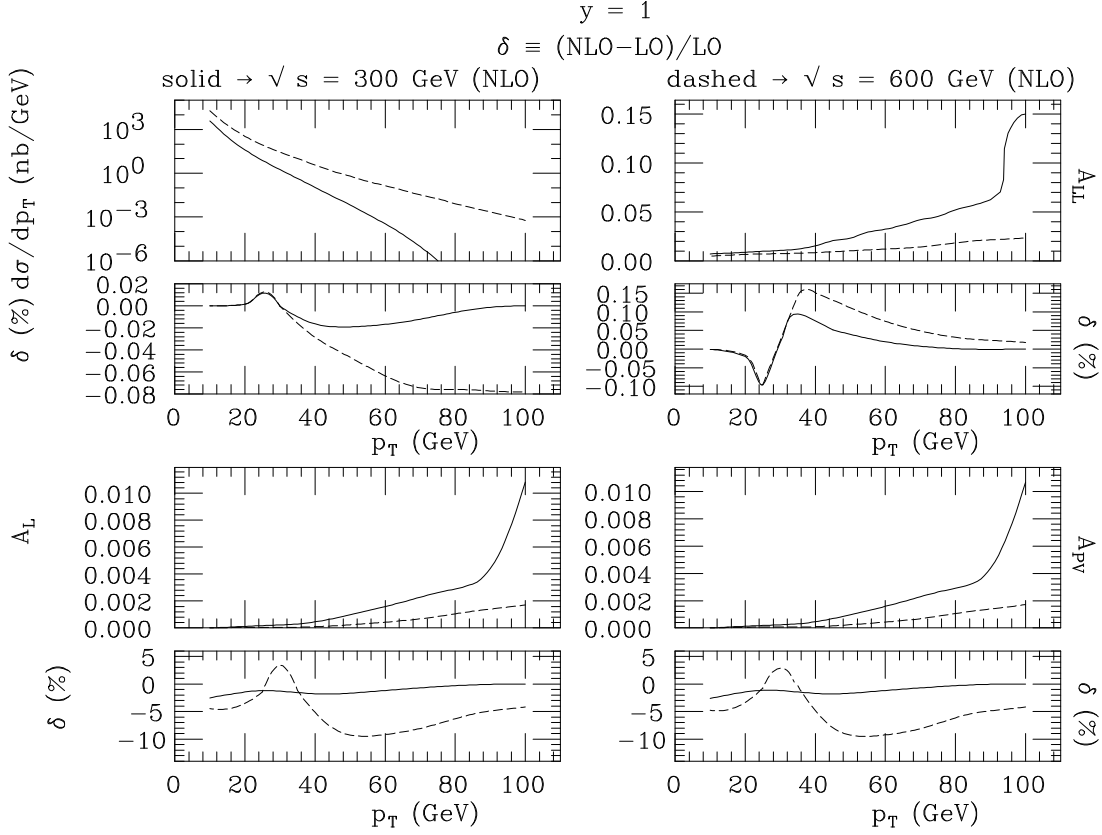 y = 1
δ ≡ (NLO−LO)/LO
solid → √ s = 300 GeV (NLO)
dashed → √ s = 600 GeV (NLO)
dσ/dp_T (nb/GeV)
10^3
10^0
10^−3
10^−6
0.15
0.10
0.05
0.00
A_LL
δ (%)
0.02
0.00
−0.02
−0.04
−0.06
−0.08
0 20 40 60 80 100
p_T (GeV)
0.15
0.10
0.05
0.00
−0.05
−0.10
δ (%)
0 20 40 60 80 100
p_T (GeV)
A_L
0.010
0.008
0.006
0.004
0.002
0.000
0.010
0.008
0.006
0.004
0.002
0.000
A_PV
δ (%)
5
0
−5
−10
0 20 40 60 80 100
p_T (GeV)
5
0
−5
−10
δ (%)
0 20 40 60 80 100
p_T (GeV)